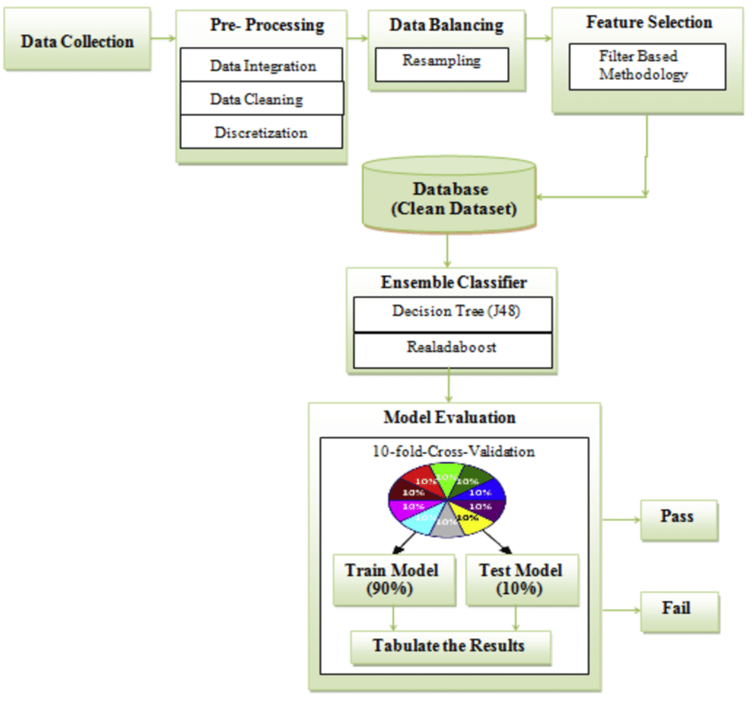 Data Collection
Pre- Processing
Data Integration
Data Cleaning
Discretization
Data Balancing
Resampling
Feature Selection
Filter Based
Methodology
Database
(Clean Dataset)
Ensemble Classifier
Decision Tree (J48)
Realadaboost
Model Evaluation
10-fold-Cross-Validation
10%
10%
10%
10%
10%
10%
10%
10%
10%
10%
Train Model
(90%)
Test Model
(10%)
Tabulate the Results
Pass
Fail